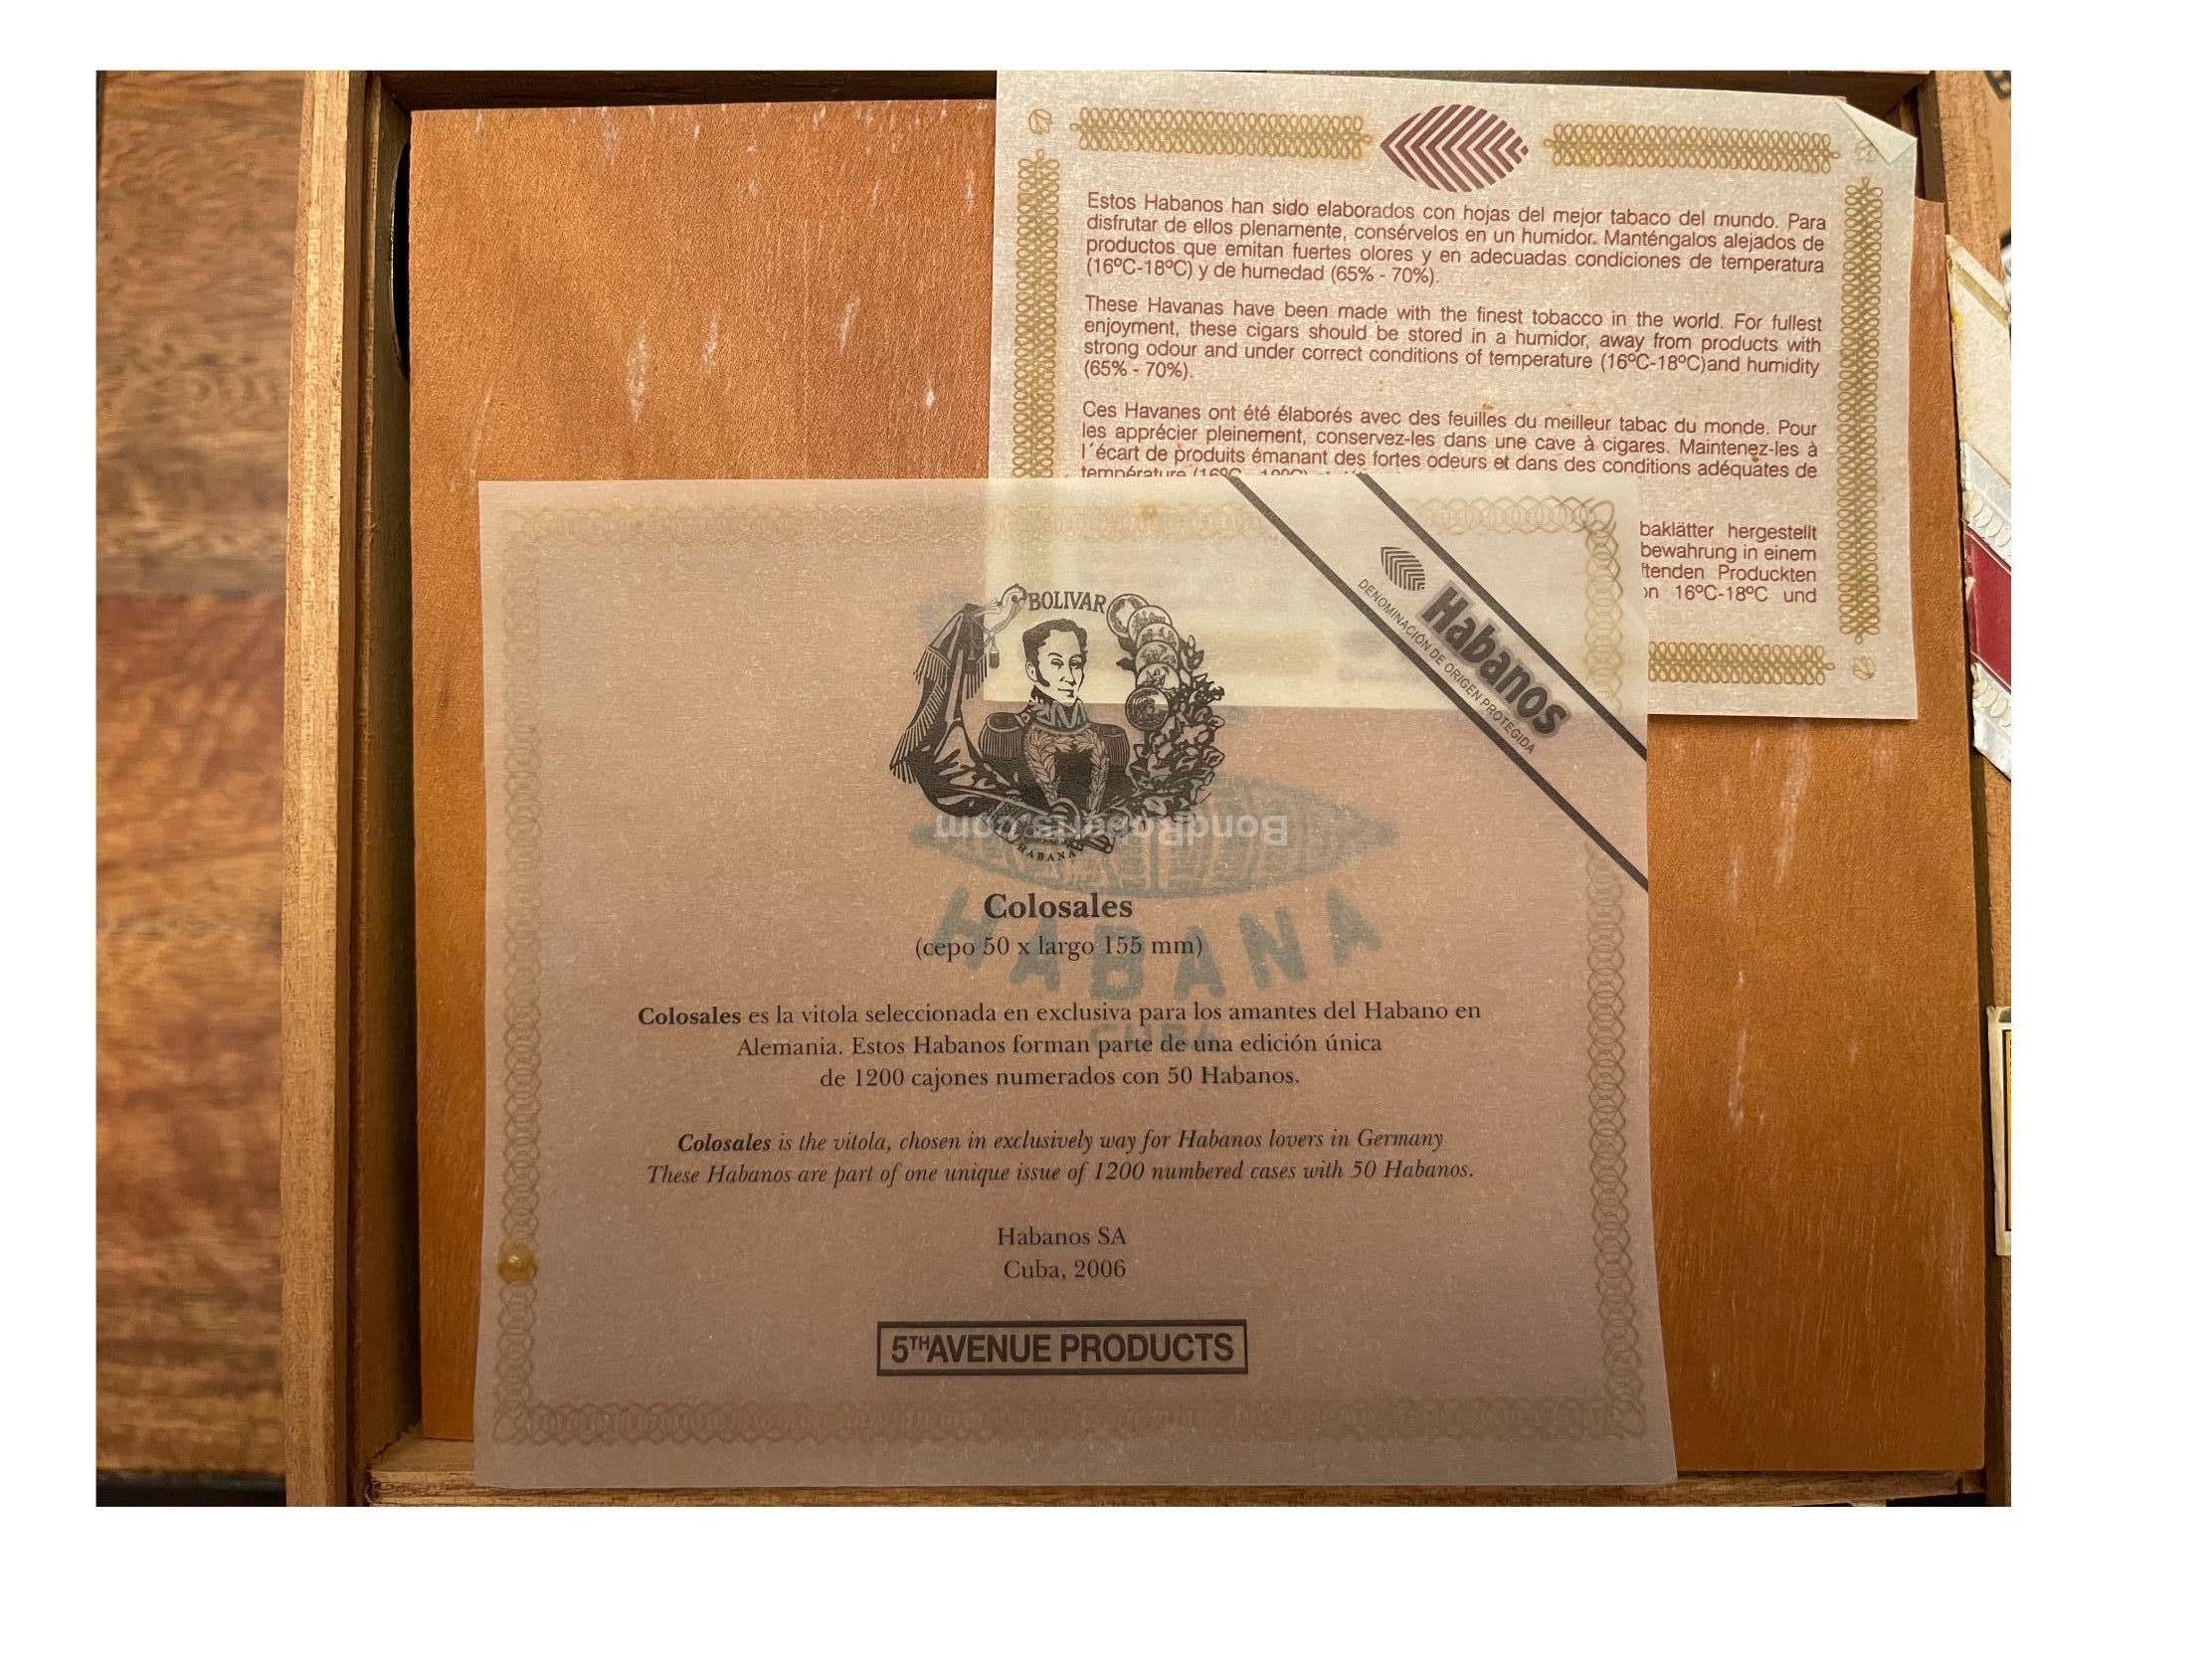 Estos Habanos han sido elaborados con hojas del mejor tabaco del mundo. Para
disfrutar de ellos plenamente, consérvelos en un humidor. Manténgalos alejados de
productos que emitan fuertes olores y en adecuadas condiciones de temperatura
(16ºC-18ºC) y de humedad (65% - 70%).
These Havanas have been made with the finest tobacco in the world. For fullest
enjoyment, these cigars should be stored in a humidor, away from products with
strong odour and under correct conditions of temperature (16ºC-18ºC)and humidity
(65% - 70%).
Ces Havanes ont été élaborés avec des feuilles du meilleur tabac du monde. Pour
les apprécier pleinement, conservez-les dans une cave à cigares. Maintenez-les à
l´écart de produits émanant des fortes odeurs et dans des conditions adéquates de
température (16ºC
baklätter hergestellt
bewahrung in einem
ftenden Produckten
on 16ºC-18ºC und
BOLIVAR
HABANA
Habanos
DENOMINACIÓN DE ORIGEN PROTEGIDA
BondRoberts.com
HABANA
Colosales
(cepo 50 x largo 155 mm)
Colosales es la vitola seleccionada en exclusiva para los amantes del Habano en
Alemania. Estos Habanos forman parte de una edición única
de 1200 cajones numerados con 50 Habanos.
Colosales is the vitola, chosen in exclusively way for Habanos lovers in Germany
These Habanos are part of one unique issue of 1200 numbered cases with 50 Habanos.
Habanos SA
Cuba, 2006
5THAVENUE PRODUCTS